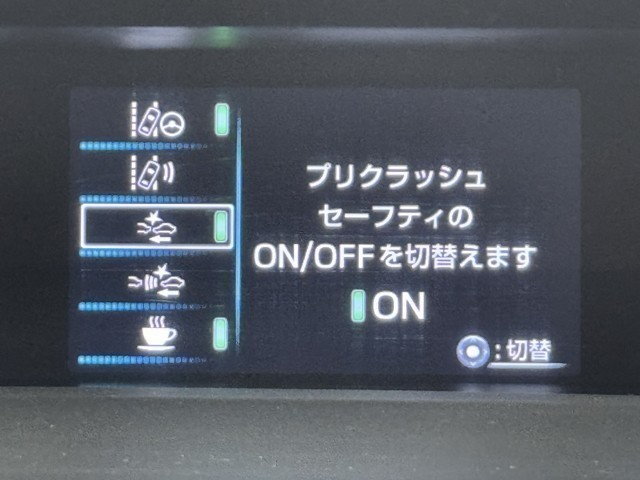 プリクラッシュ
セーフティの
ON/OFFを切替えます
ON
:切替